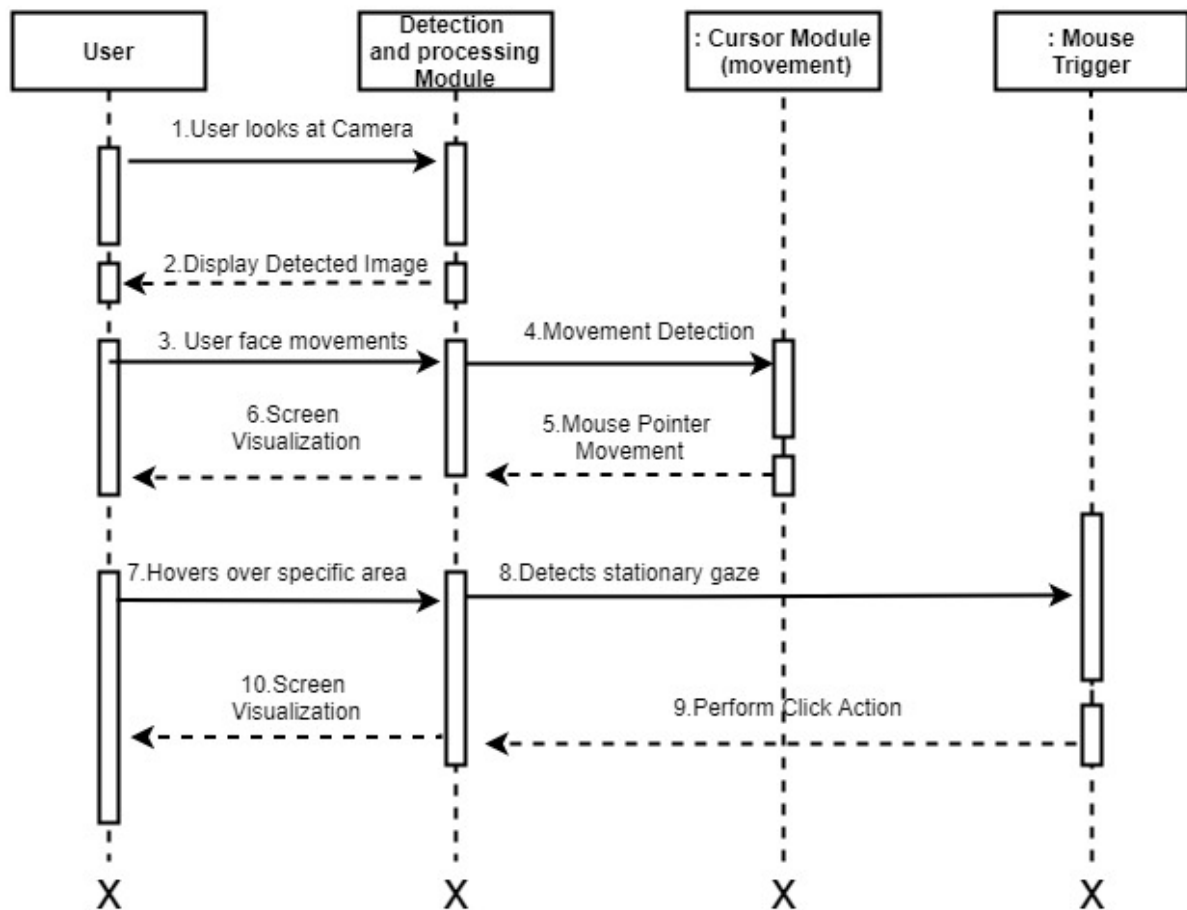 User
Detection
and processing
Module
: Cursor Module
(movement)
: Mouse
Trigger
1.User looks at Camera
2.Display Detected Image
3. User face movements
4.Movement Detection
6.Screen
Visualization
5.Mouse Pointer
Movement
7.Hovers over specific area
8.Detects stationary gaze
10.Screen
Visualization
9.Perform Click Action
X
X
X
X